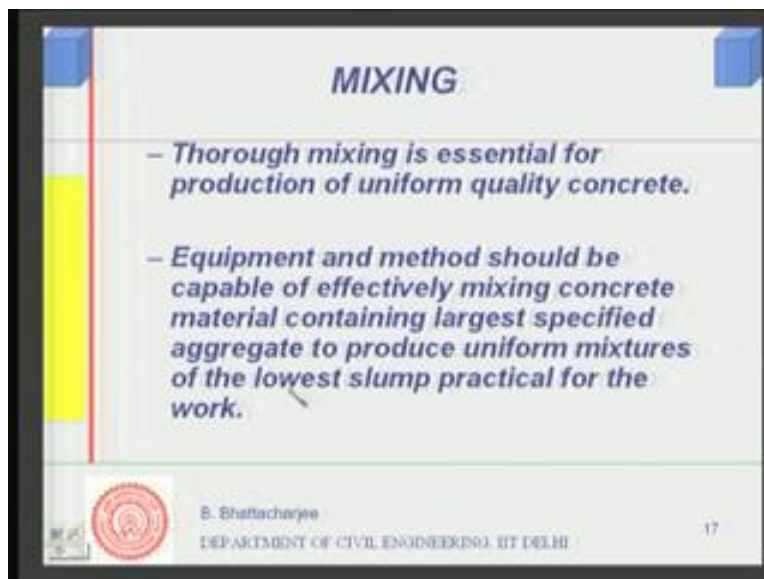 MIXING
– Thorough mixing is essential for
production of uniform quality concrete.
– Equipment and method should be
capable of effectively mixing concrete
material containing largest specified
aggregate to produce uniform mixtures
of the lowest slump practical for the
work.
B. Bhattacharjee
DEPARTMENT OF CIVIL ENGINEERING, IIT DELHI
17